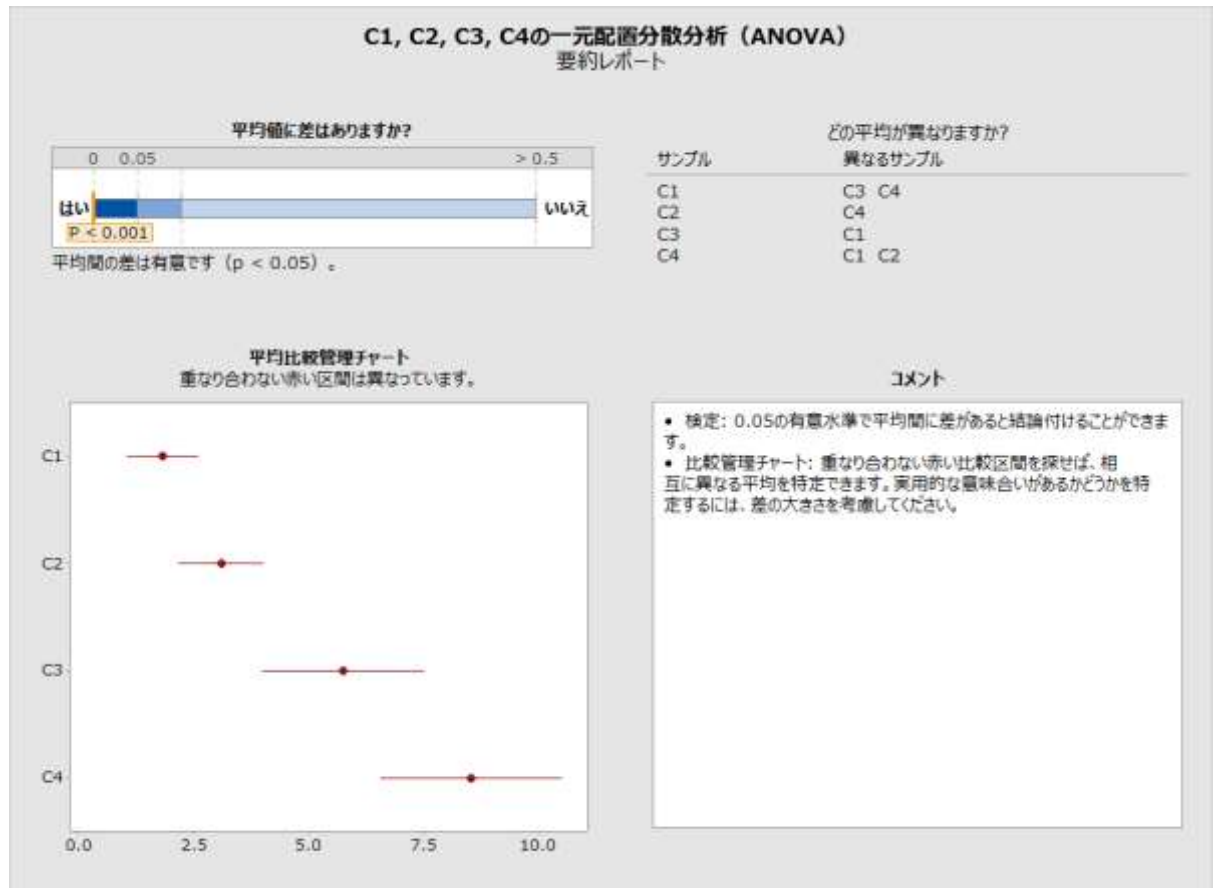 C1, C2, C3, C4の一元配置分散分析（ANOVA）
要約レポート
平均値に差はありますか?
0 0.05 > 0.5
はい いいえ
P < 0.001
平均間の差は有意です（p < 0.05）。
どの平均が異なりますか?
サンプル 異なるサンプル
C1 C3 C4
C2 C4
C3 C1
C4 C1 C2
平均比較管理チャート
重なり合わない赤い区間は異なっています。
C1
C2
C3
C4
0.0 2.5 5.0 7.5 10.0
コメント
• 検定: 0.05の有意水準で平均間に差があると結論付けることができま
す。
• 比較管理チャート: 重なり合わない赤い比較区間を探せば、相
互に異なる平均を特定できます。実用的な意味合いがあるかどうかを特
定するには、差の大きさを考慮してください。